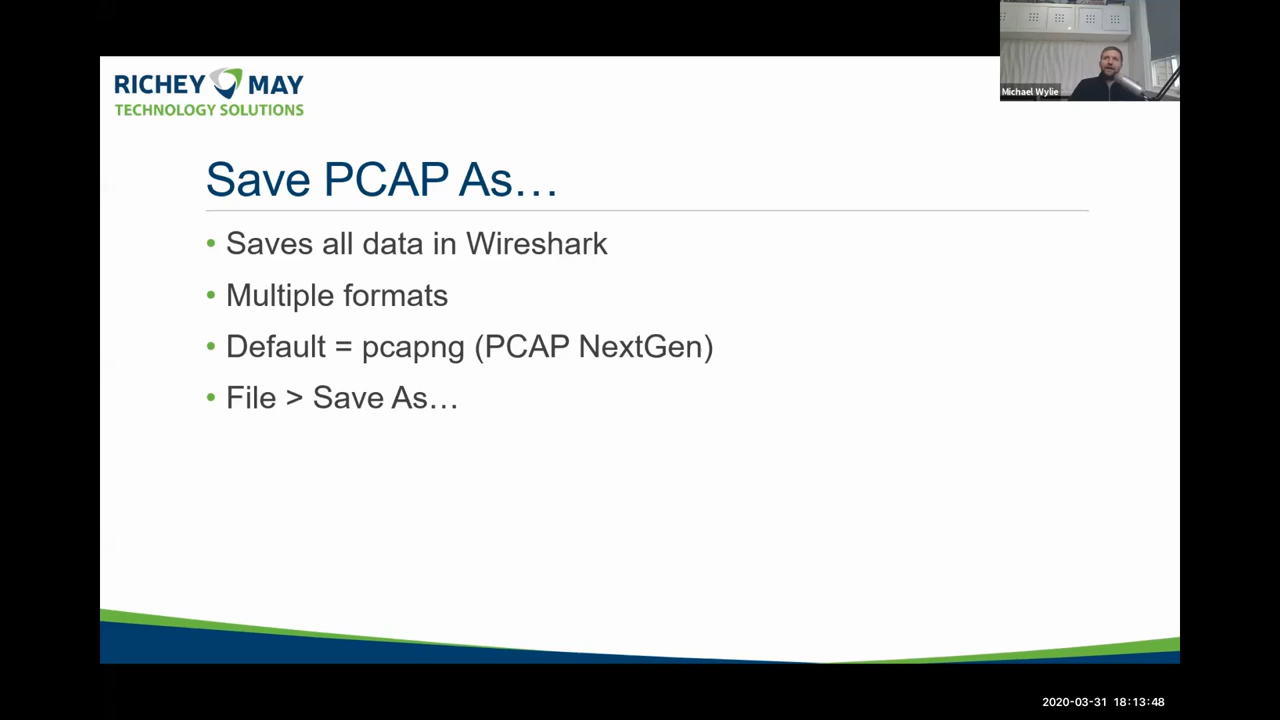 RICHEY MAY
TECHNOLOGY SOLUTIONS
Michael Wylie
Save PCAP As…
• Saves all data in Wireshark
• Multiple formats
• Default = pcapng (PCAP NextGen)
• File > Save As…
2020-03-31 18:13:48